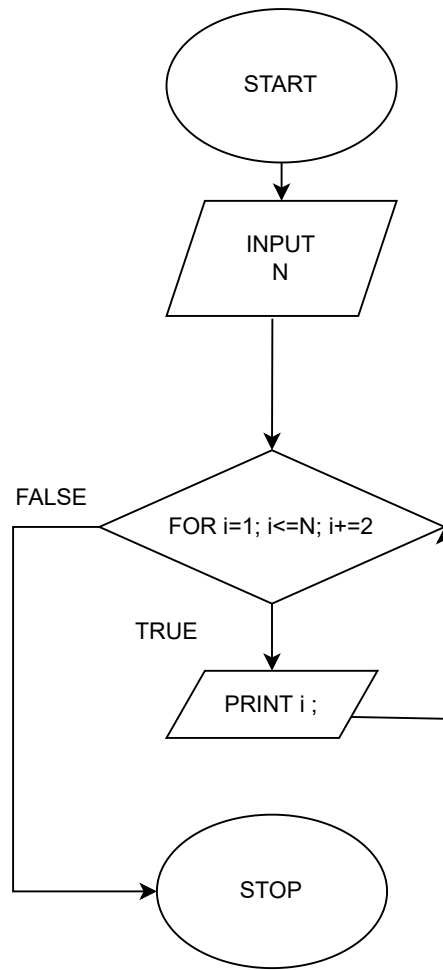 START
INPUT
N
FALSE
FOR i=1; i<=N; i+=2
TRUE
PRINT i ;
STOP